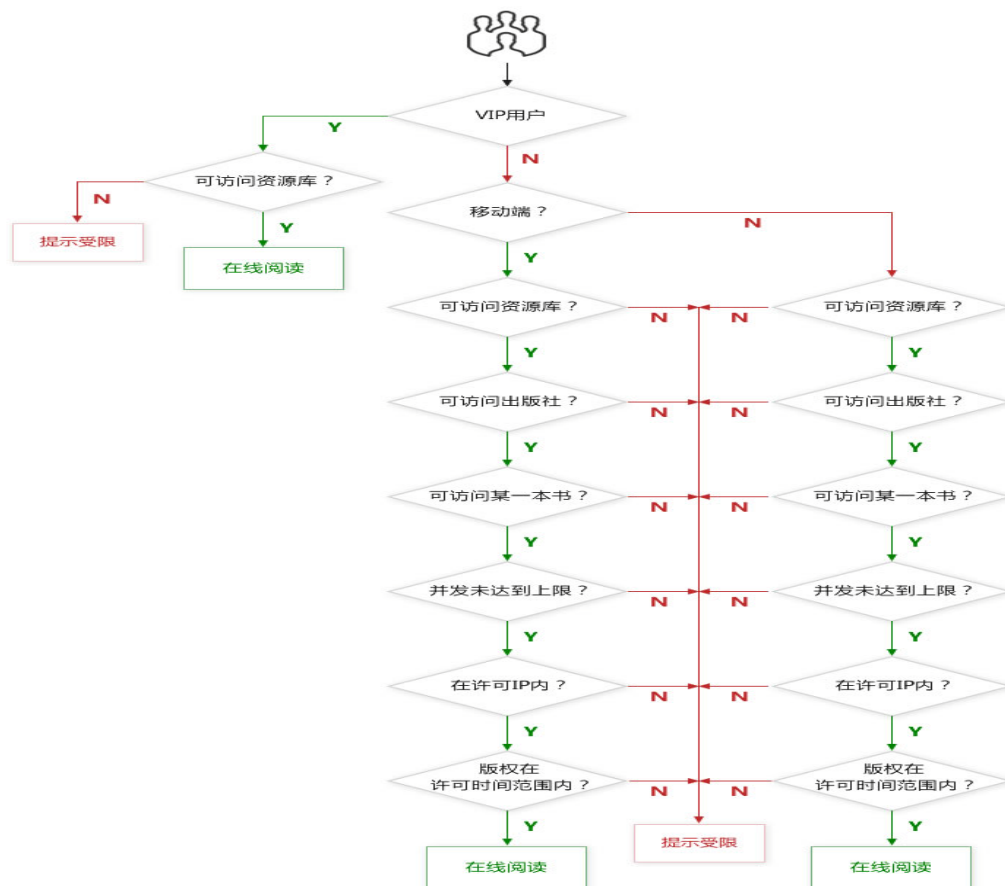 VIP用户
Y
N
可访问资源库？
移动端？
N
N
Y
提示受限
Y
在线阅读
可访问资源库？
N
N
可访问资源库？
Y
Y
可访问出版社？
N
N
可访问出版社？
Y
Y
可访问某一本书？
N
N
可访问某一本书？
Y
Y
并发未达到上限？
N
N
并发未达到上限？
Y
Y
在许可IP内？
N
N
在许可IP内？
Y
Y
版权在
许可时间范围内？
N
N
版权在
许可时间范围内？
Y
Y
提示受限
在线阅读
在线阅读